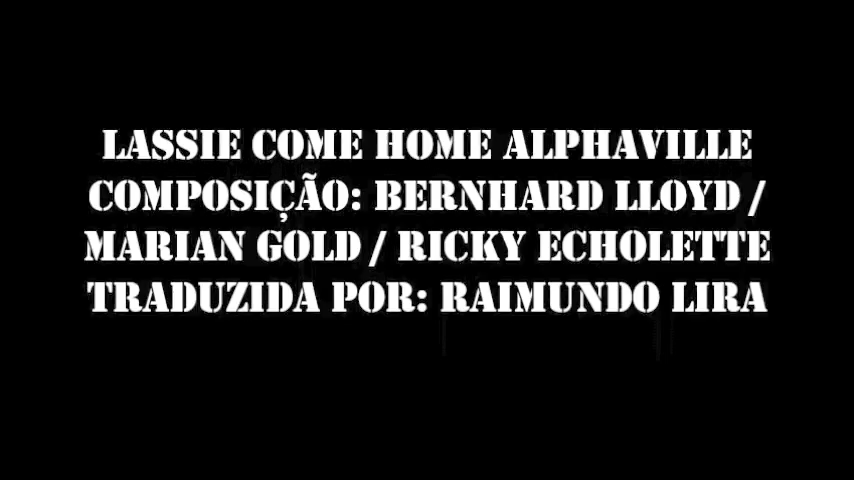 LASSIE COME HOME ALPHAVILLE
COMPOSIÇÃO: BERNHARD LLOYD /
MARIAN GOLD / RICKY ECHOLETTE
TRADUZIDA POR: RAIMUNDO LIRA